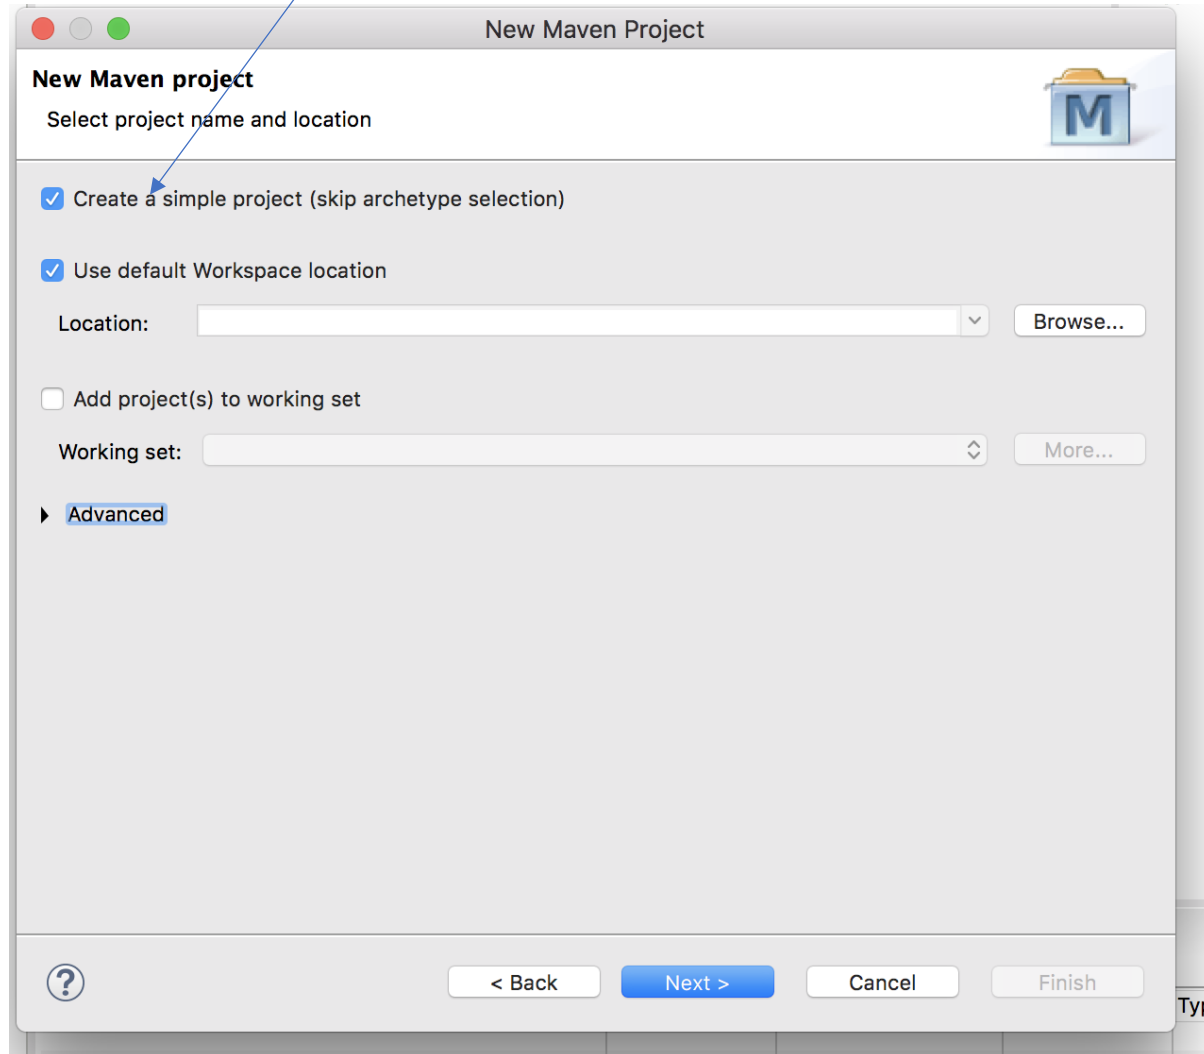 New Maven Project
New Maven project
Select project name and location
M
Create a simple project (skip archetype selection)
Use default Workspace location
Location:
Browse...
Add project(s) to working set
Working set:
More...
Advanced
?
< Back
Next >
Cancel
Finish